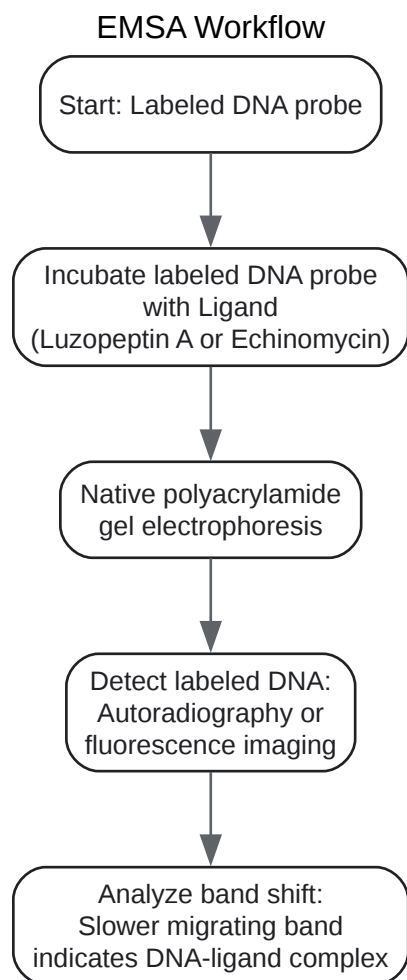 EMSA Workflow
Start: Labeled DNA probe
Incubate labeled DNA probe
with Ligand
(Luzopeptin A or Echinomycin)
Native polyacrylamide
gel electrophoresis
Detect labeled DNA:
Autoradiography or
fluorescence imaging
Analyze band shift:
Slower migrating band
indicates DNA-ligand complex